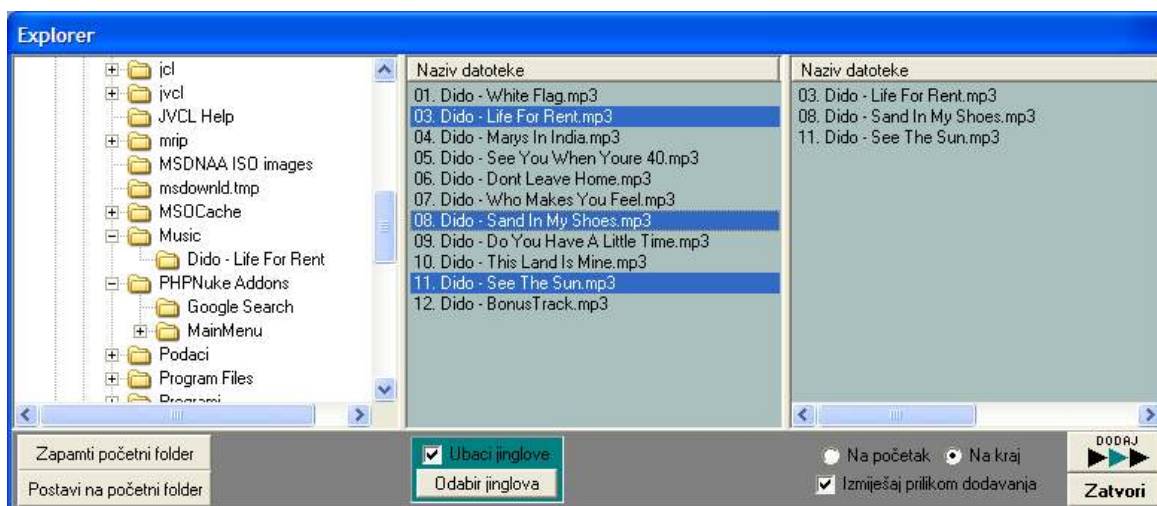 Explorer
jcl
jvcl
JVCL Help
mrip
MSDNAA ISO images
msdownld.tmp
MSOCache
Music
Dido - Life For Rent
PHPNuke Addons
Google Search
MainMenu
Podaci
Program Files
Programi
Naziv datoteke
01. Dido - White Flag.mp3
03. Dido - Life For Rent.mp3
04. Dido - Marys In India.mp3
05. Dido - See You When Youre 40.mp3
06. Dido - Dont Leave Home.mp3
07. Dido - Who Makes You Feel.mp3
08. Dido - Sand In My Shoes.mp3
09. Dido - Do You Have A Little Time.mp3
10. Dido - This Land Is Mine.mp3
11. Dido - See The Sun.mp3
12. Dido - BonusTrack.mp3
Naziv datoteke
03. Dido - Life For Rent.mp3
08. Dido - Sand In My Shoes.mp3
11. Dido - See The Sun.mp3
Zapamti početni folder
Postavi na početni folder
Ubaci jinglove
Odabir jinglova
Na početak Na kraj
Izmiješaj prilikom dodavanja
DODAJ
Zatvori